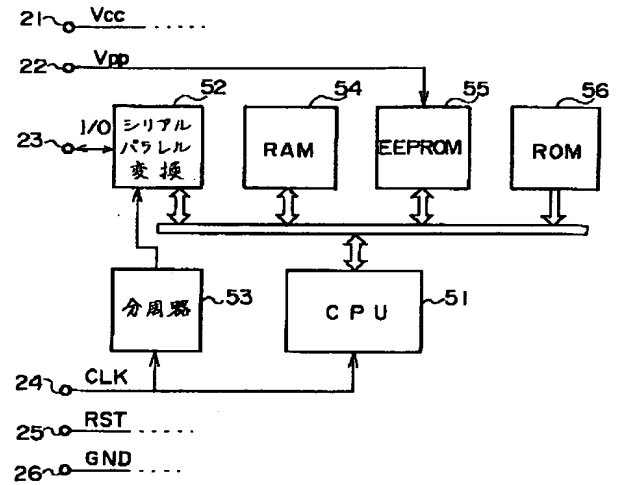 21 Vcc
22 Vpp
52 54 55 56
23 I/O シリアル
パラレル
変換
RAM
EEPROM
ROM
分周器 53
CPU 51
24 CLK
25 RST
26 GND